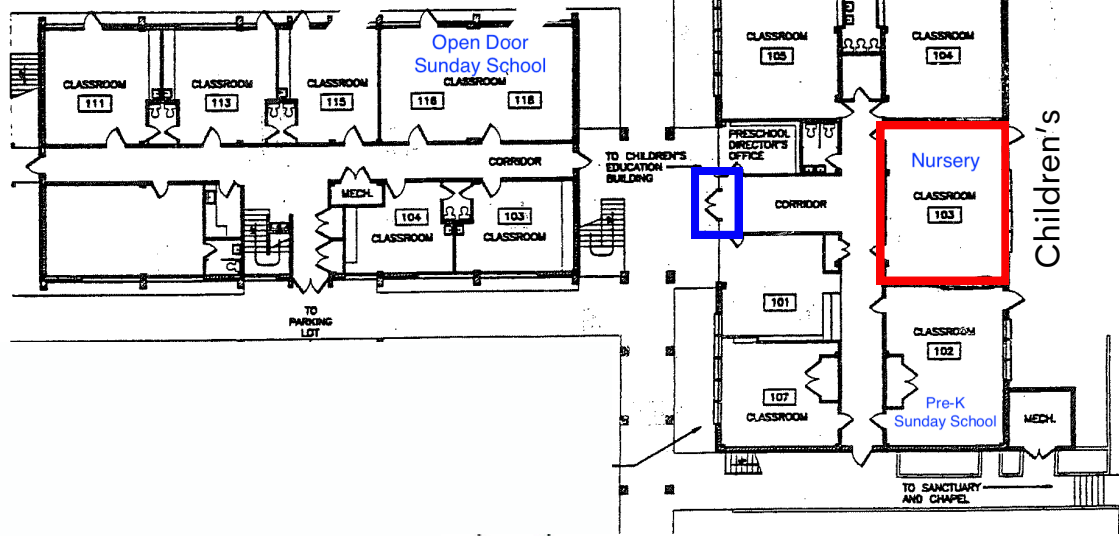 Open Door
Sunday School
CLASSROOM
111
CLASSROOM
113
CLASSROOM
115
CLASSROOM
116
118
CORRIDOR
MECH.
104
CLASSROOM
103
CLASSROOM
TO
PARKING
LOT
TO CHILDREN'S
EDUCATION
BUILDING
CLASSROOM
105
CLASSROOM
104
PRESCHOOL
DIRECTOR'S
OFFICE
CORRIDOR
Nursery
CLASSROOM
103
Children's
101
CLASSROOM
102
Pre-K
Sunday School
107
CLASSROOM
MECH.
TO SANCTUARY
AND CHAPEL